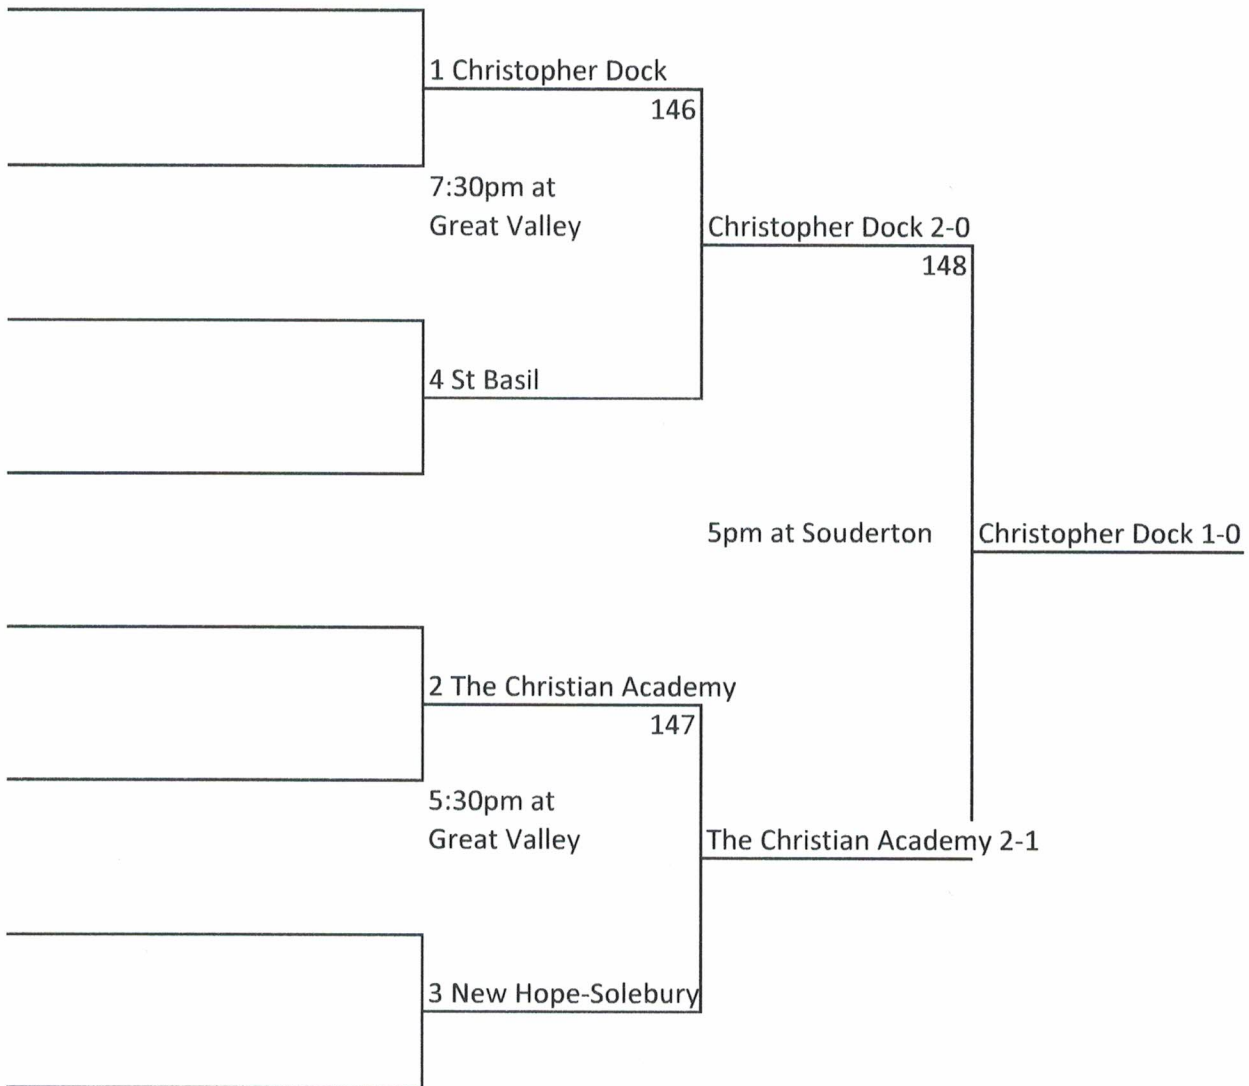 1 Christopher Dock
146
7:30pm at
Great Valley
Christopher Dock 2-0
148
4 St Basil
5pm at Souderton
Christopher Dock 1-0
2 The Christian Academy
147
5:30pm at
Great Valley
The Christian Academy 2-1
3 New Hope-Solebury